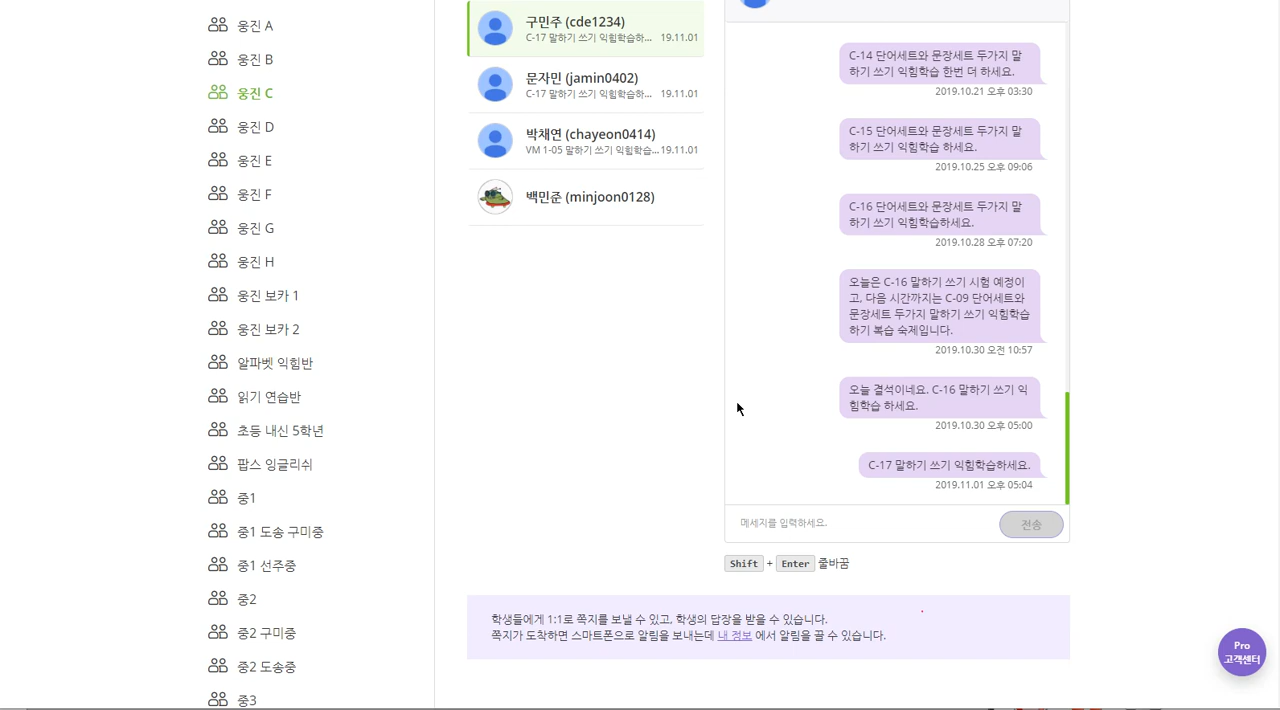 웅진 A
웅진 B
웅진 C
웅진 D
웅진 E
웅진 F
웅진 G
웅진 H
웅진 보카 1
웅진 보카 2
알파벳 익힘반
읽기 연습반
초등 내신 5학년
팝스 잉글리쉬
중1
중1 도송 구미중
중1 선주중
중2
중2 구미중
중2 도송중
중3
구민주 (cde1234)
C-17 말하기 쓰기 익힘학습하... 19.11.01
문자민 (jamin0402)
C-17 말하기 쓰기 익힘학습하... 19.11.01
박채연 (chayeon0414)
VM 1-05 말하기 쓰기 익힘학습... 19.11.01
백민준 (minjoon0128)
C-14 단어세트와 문장세트 두가지 말
하기 쓰기 익힘학습 한번 더 하세요.
2019.10.21 오후 03:30
C-15 단어세트와 문장세트 두가지 말
하기 쓰기 익힘학습 하세요.
2019.10.25 오후 09:06
C-16 단어세트와 문장세트 두가지 말
하기 쓰기 익힘학습하세요.
2019.10.28 오후 07:20
오늘은 C-16 말하기 쓰기 시험 예정이
고, 다음 시간까지는 C-09 단어세트와
문장세트 두가지 말하기 쓰기 익힘학습
하기 복습 숙제입니다.
2019.10.30 오전 10:57
오늘 결석이네요. C-16 말하기 쓰기 익
힘학습 하세요.
2019.10.30 오후 05:00
C-17 말하기 쓰기 익힘학습하세요.
2019.11.01 오후 05:04
메세지를 입력하세요.
전송
Shift + Enter 줄바꿈
학생들에게 1:1로 쪽지를 보낼 수 있고, 학생의 답장을 받을 수 있습니다.
쪽지가 도착하면 스마트폰으로 알림을 보내는데 내 정보 에서 알림을 끌 수 있습니다.
Pro
고객센터